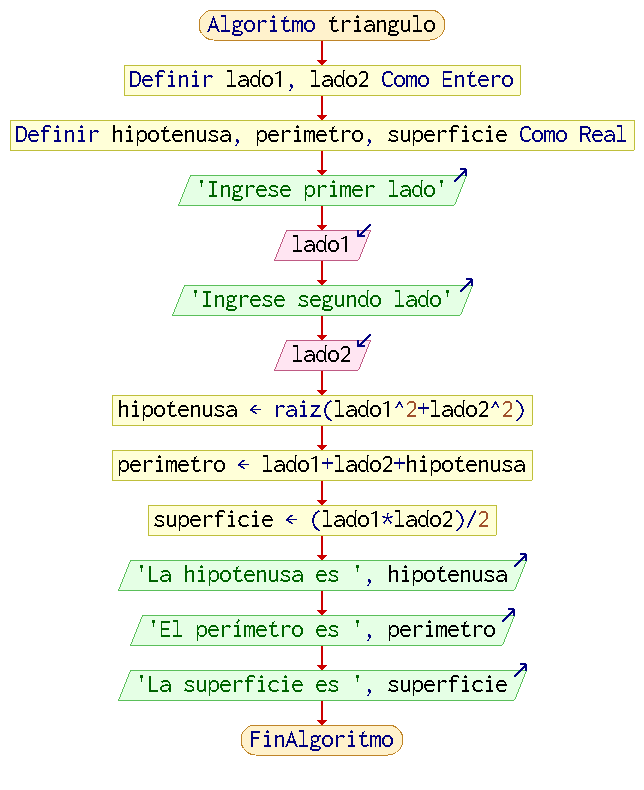 Algoritmo triangulo
Definir lado1, lado2 Como Entero
Definir hipotenusa, perimetro, superficie Como Real
'Ingrese primer lado'
lado1
'Ingrese segundo lado'
lado2
hipotenusa ← raiz(lado1^2+lado2^2)
perimetro ← lado1+lado2+hipotenusa
superficie ← (lado1*lado2)/2
'La hipotenusa es ', hipotenusa
'El perímetro es ', perimetro
'La superficie es ', superficie
FinAlgoritmo